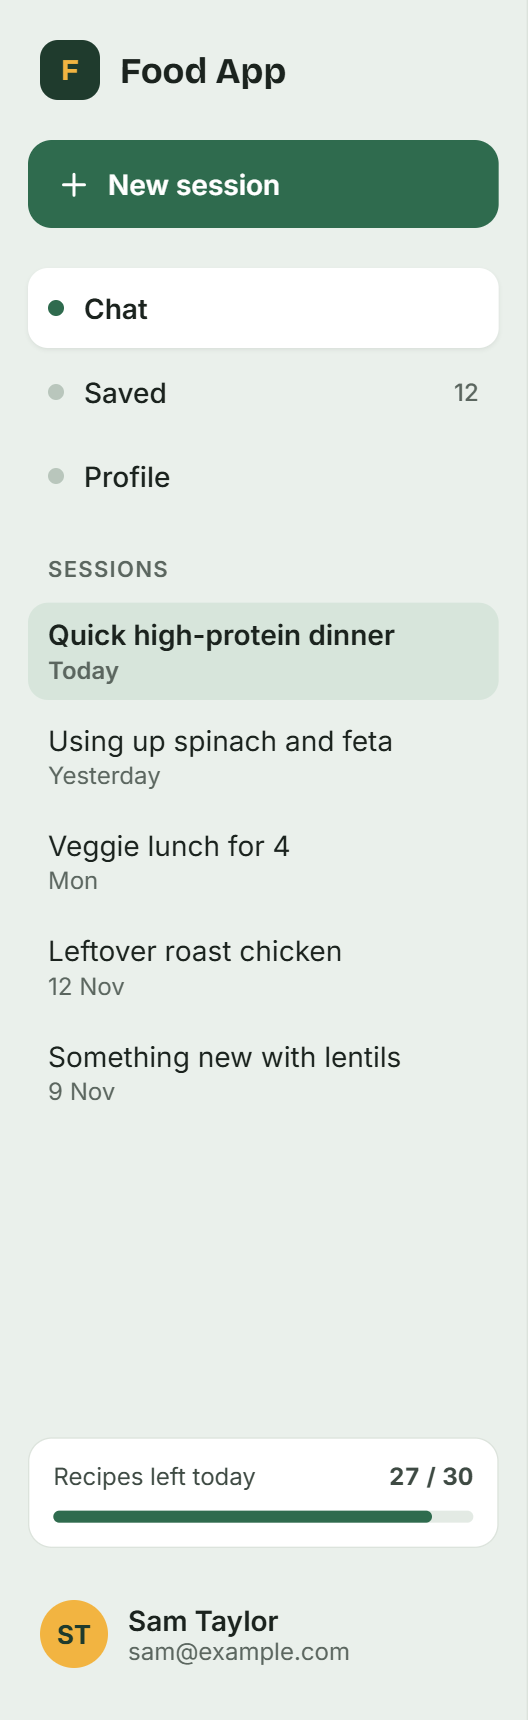 F
Food App
New session
Chat
Saved 12
Profile
SESSIONS
Quick high-protein dinner
Today
Using up spinach and feta
Yesterday
Veggie lunch for 4
Mon
Leftover roast chicken
12 Nov
Something new with lentils
9 Nov
Recipes left today 27 / 30
ST
Sam Taylor
sam@example.com